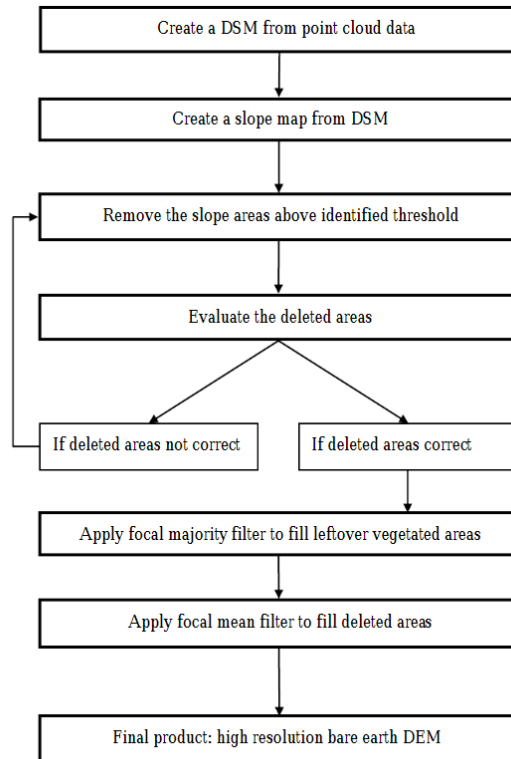 Create a DSM from point cloud data
Create a slope map from DSM
Remove the slope areas above identified threshold
Evaluate the deleted areas
If deleted areas not correct
If deleted areas correct
Apply focal majority filter to fill leftover vegetated areas
Apply focal mean filter to fill deleted areas
Final product: high resolution bare earth DEM